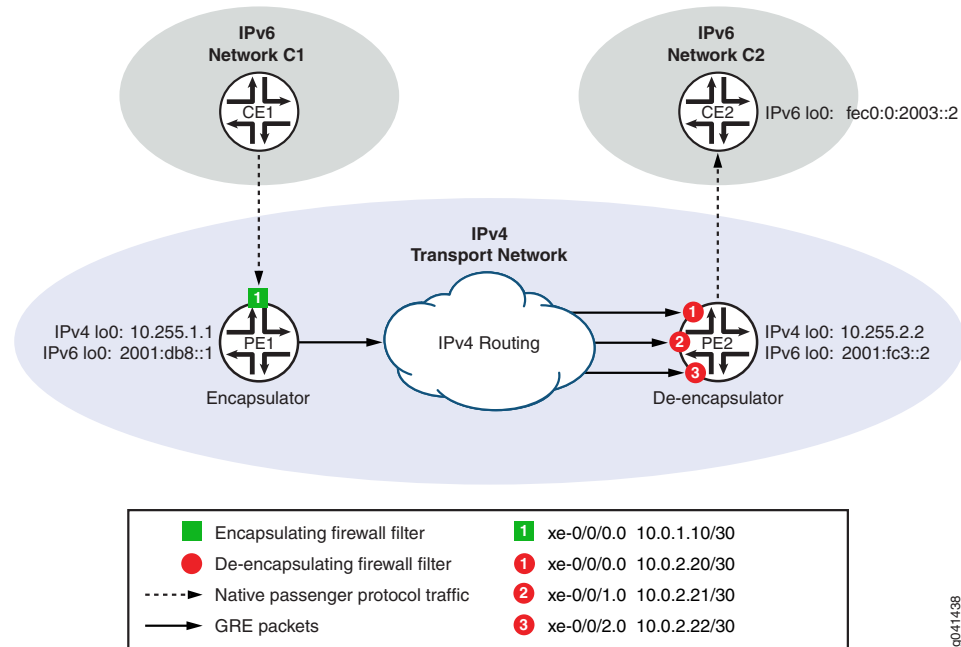 IPv6
Network C1
IPv6
Network C2
CE1
CE2
IPv6 lo0: fec0:0:2003::2
IPv4
Transport Network
1
IPv4 lo0: 10.255.1.1
IPv6 lo0: 2001:db8::1
PE1
Encapsulator
IPv4 Routing
1
2
3
PE2
IPv4 lo0: 10.255.2.2
IPv6 lo0: 2001:fc3::2
De-encapsulator
Encapsulating firewall filter
1 xe-0/0/0.0 10.0.1.10/30
De-encapsulating firewall filter
1 xe-0/0/0.0 10.0.2.20/30
Native passenger protocol traffic
2 xe-0/0/1.0 10.0.2.21/30
GRE packets
3 xe-0/0/2.0 10.0.2.22/30
g041438